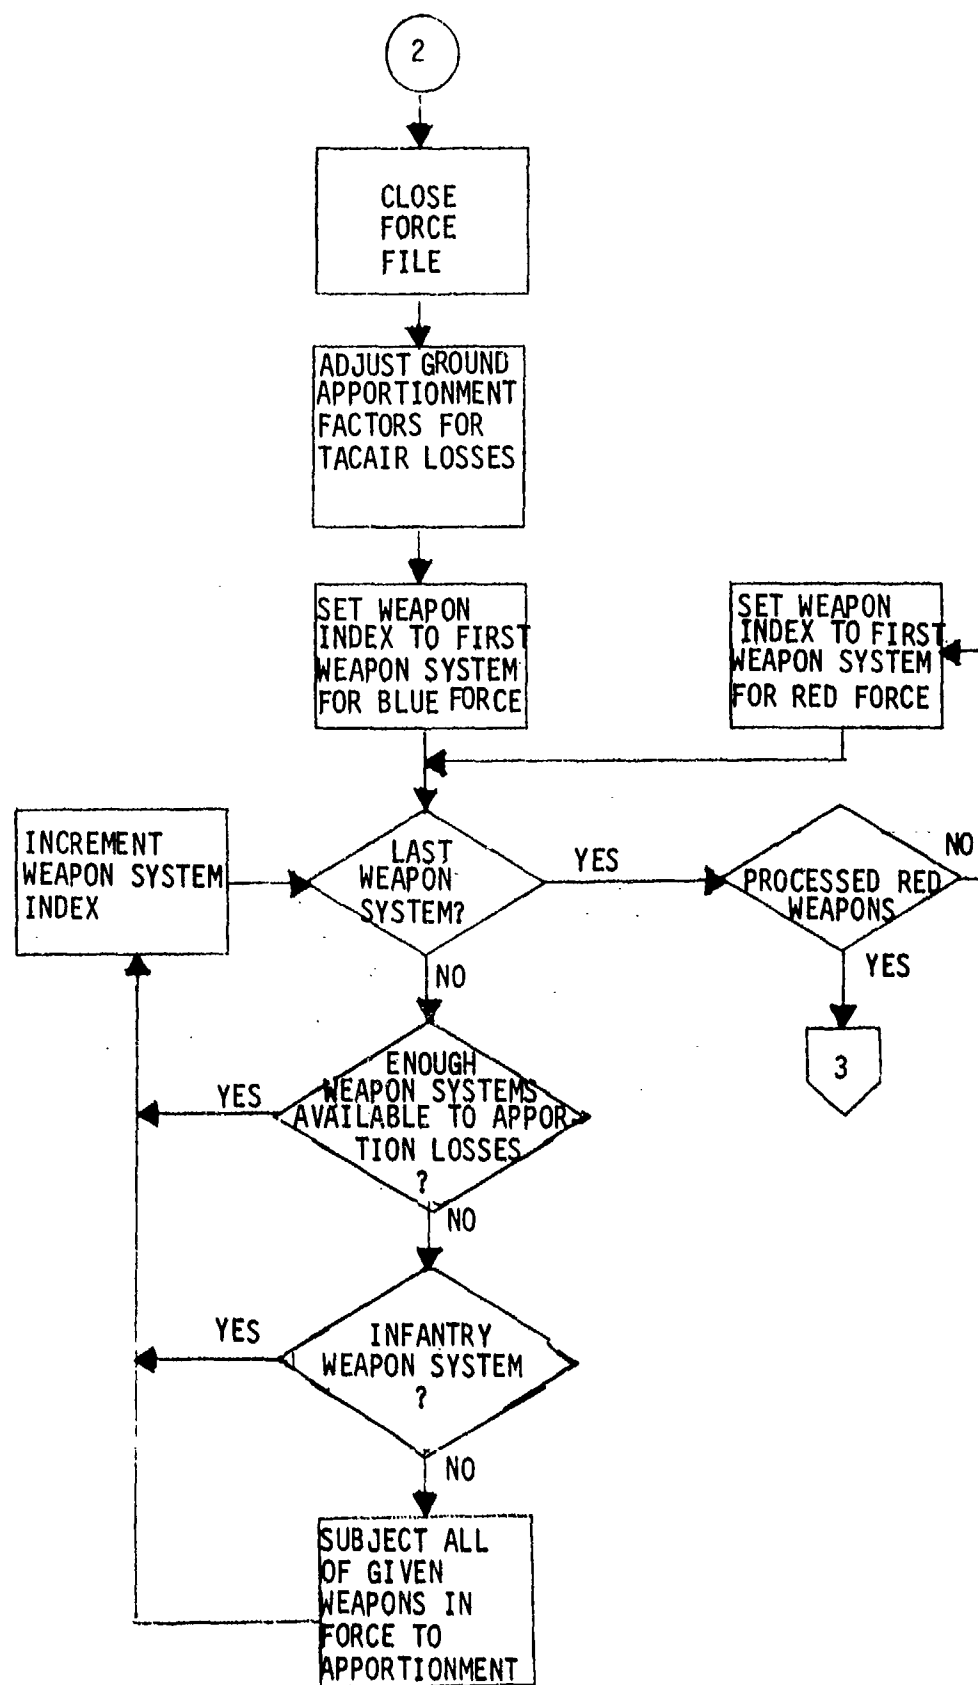 2
CLOSE
FORCE
FILE
ADJUST GROUND
APPORTIONMENT
FACTORS FOR
TACAIR LOSSES
SET WEAPON
INDEX TO FIRST
WEAPON SYSTEM
FOR BLUE FORCE
SET WEAPON
INDEX TO FIRST
WEAPON SYSTEM
FOR RED FORCE
INCREMENT
WEAPON SYSTEM
INDEX
LAST
WEAPON
SYSTEM?
YES
PROCESSED RED
WEAPONS
NO
YES
3
NO
ENOUGH
WEAPON SYSTEMS
AVAILABLE TO APPOR
TION LOSSES
?
YES
NO
INFANTRY
WEAPON SYSTEM
?
YES
NO
SUBJECT ALL
OF GIVEN
WEAPONS IN
FORCE TO
APPORTIONMENT